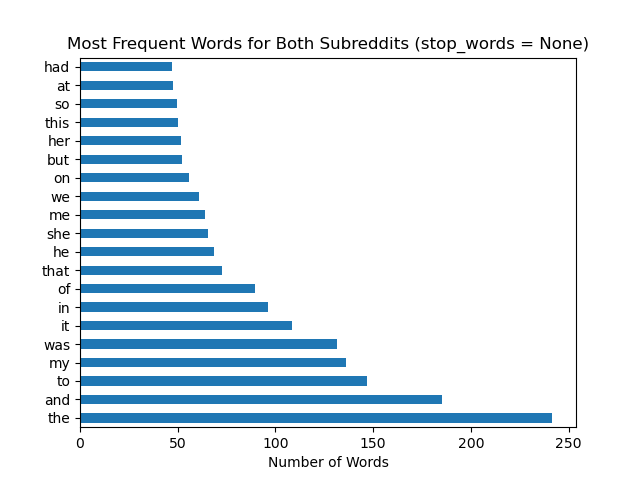 Most Frequent Words for Both Subreddits (stop_words = None)
had
at
so
this
her
but
on
we
me
she
he
that
of
in
it
was
my
to
and
the
0 50 100 150 200 250
Number of Words